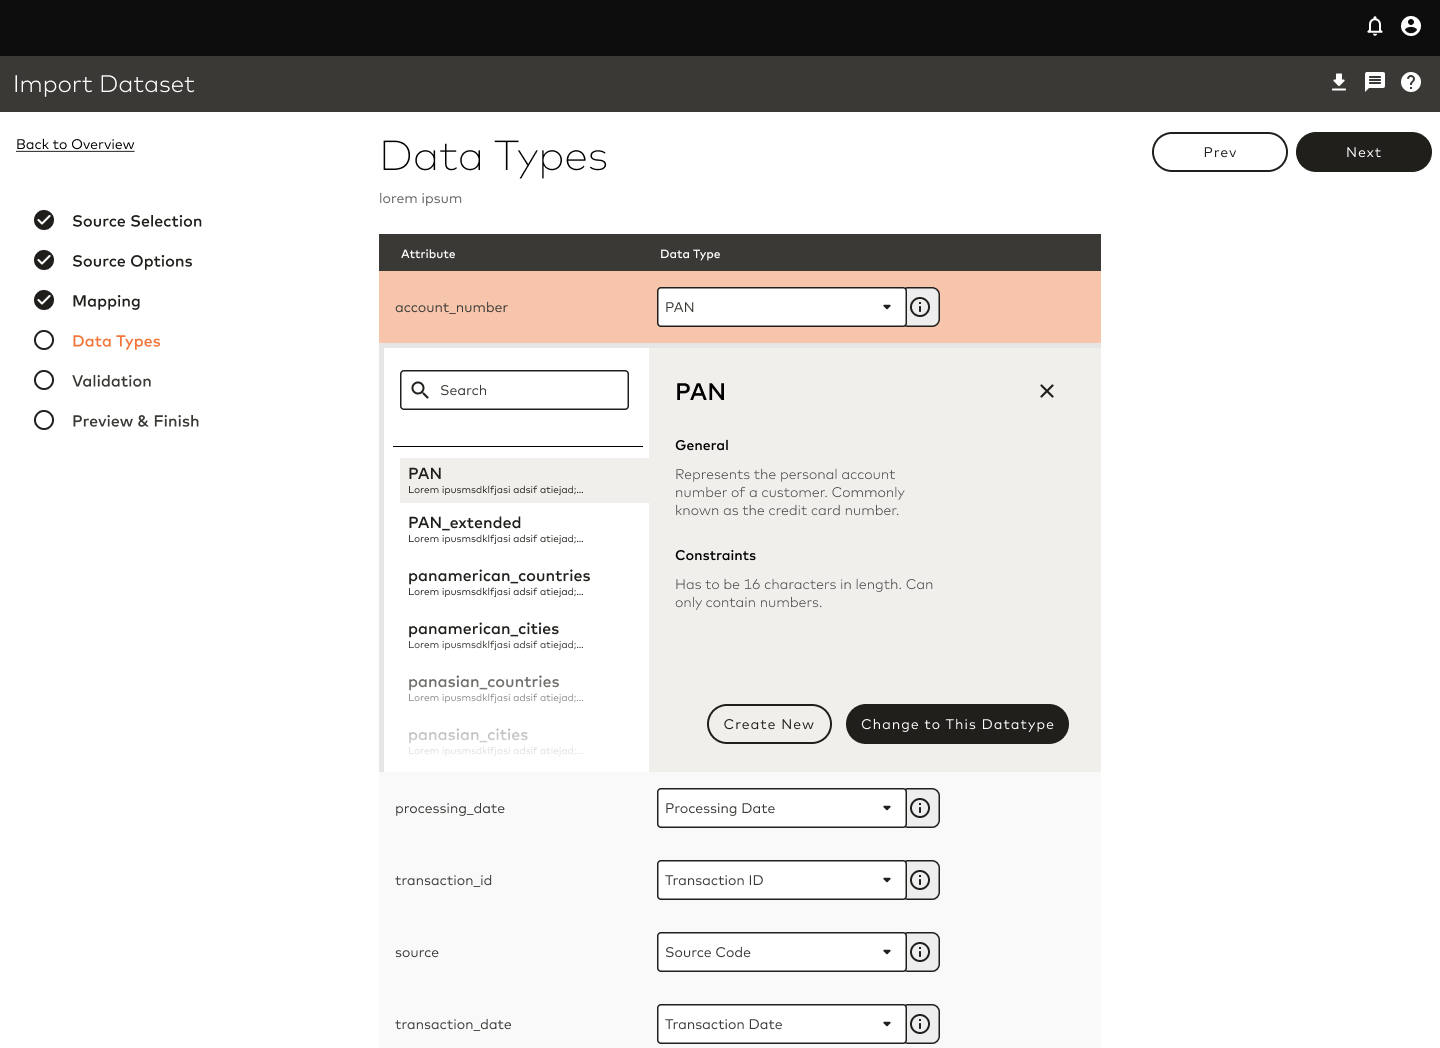 Import Dataset
Back to Overview
Source Selection
Source Options
Mapping
Data Types
Validation
Preview & Finish
Data Types
lorem ipsum
Prev
Next
Attribute
Data Type
account_number
PAN
Search
PAN
Lorem ipusmsdklfjasi adsif atiejad;...
PAN_extended
Lorem ipusmsdklfjasi adsif atiejad;...
panamerican_countries
Lorem ipusmsdklfjasi adsif atiejad;...
panamerican_cities
Lorem ipusmsdklfjasi adsif atiejad;...
panasian_countries
Lorem ipusmsdklfjasi adsif atiejad;...
panasian_cities
Lorem ipusmsdklfjasi adsif atiejad;...
PAN
General
Represents the personal account
number of a customer. Commonly
known as the credit card number.
Constraints
Has to be 16 characters in length. Can
only contain numbers.
Create New
Change to This Datatype
processing_date
Processing Date
transaction_id
Transaction ID
source
Source Code
transaction_date
Transaction Date